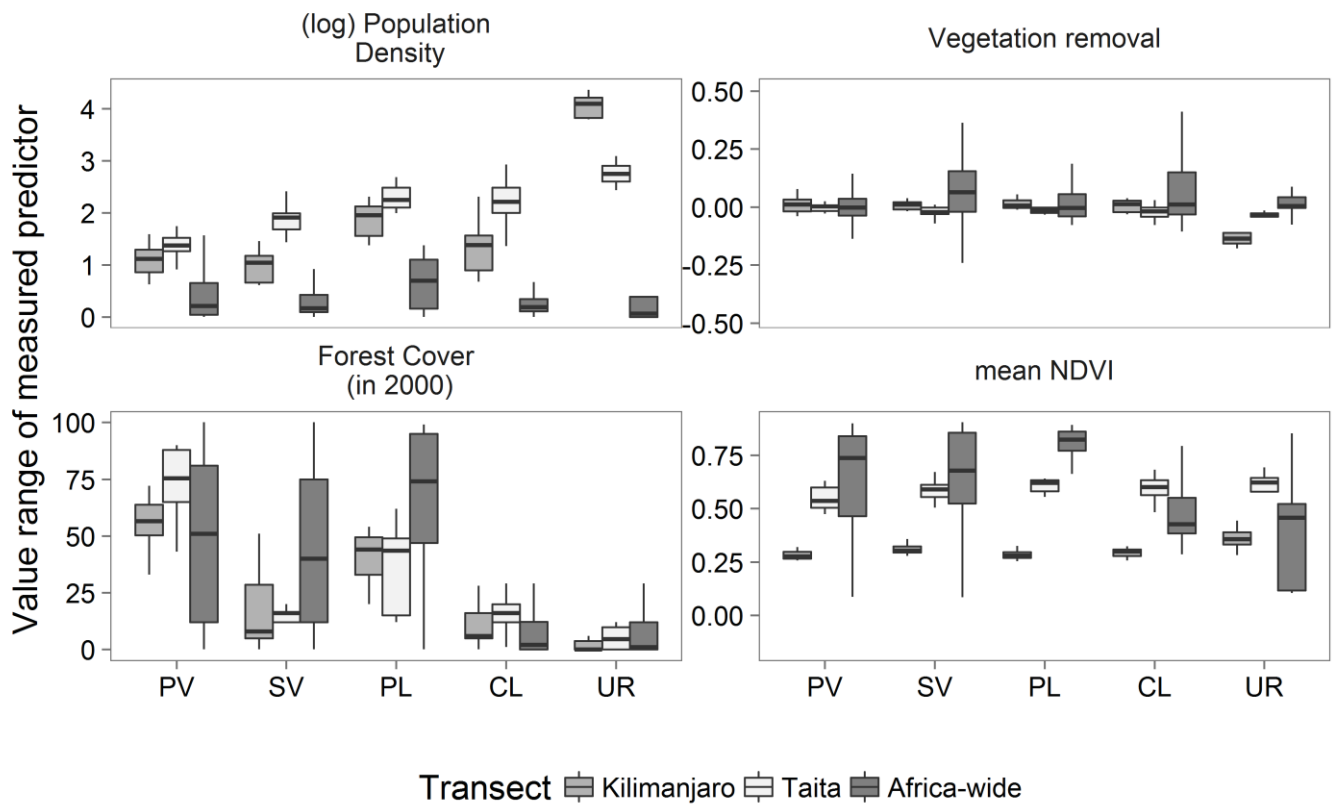 (log) Population
Density
Vegetation removal
4
3
2
1
0
0.50
0.25
0.00
-0.25
-0.50
Value range of measured predictor
Forest Cover
(in 2000)
mean NDVI
100
75
50
25
0
0.75
0.50
0.25
0.00
PV SV PL CL UR
PV SV PL CL UR
Transect Kilimanjaro Taita Africa-wide